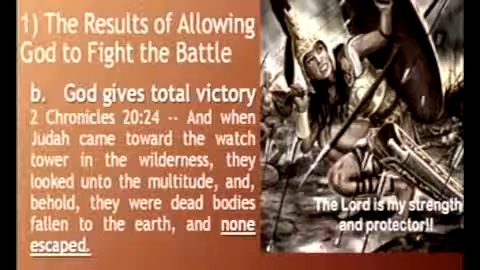 1) The Results of Allowing
God to Fight the Battle
b. God gives total victory
2 Chronicles 20:24 -- And when
Judah came toward the watch
tower in the wilderness, they
looked unto the multitude, and,
behold, they were dead bodies
fallen to the earth, and none
escaped.
The Lord is my strength
and protector!!